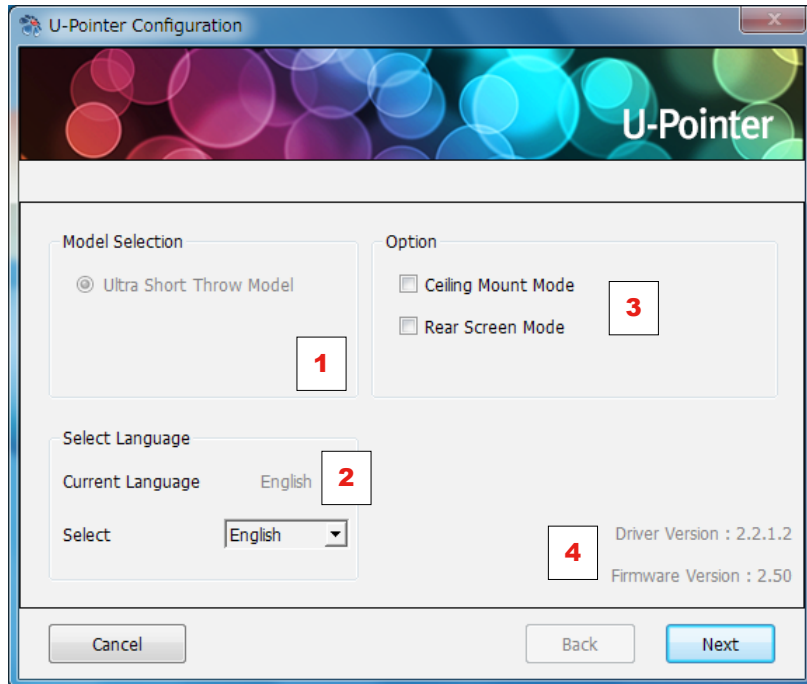 U-Pointer Configuration
U-Pointer
Model Selection
Ultra Short Throw Model
1
Option
Ceiling Mount Mode
Rear Screen Mode
3
Select Language
Current Language English
2
Select English
4
Driver Version : 2.2.1.2
Firmware Version : 2.50
Cancel Back Next